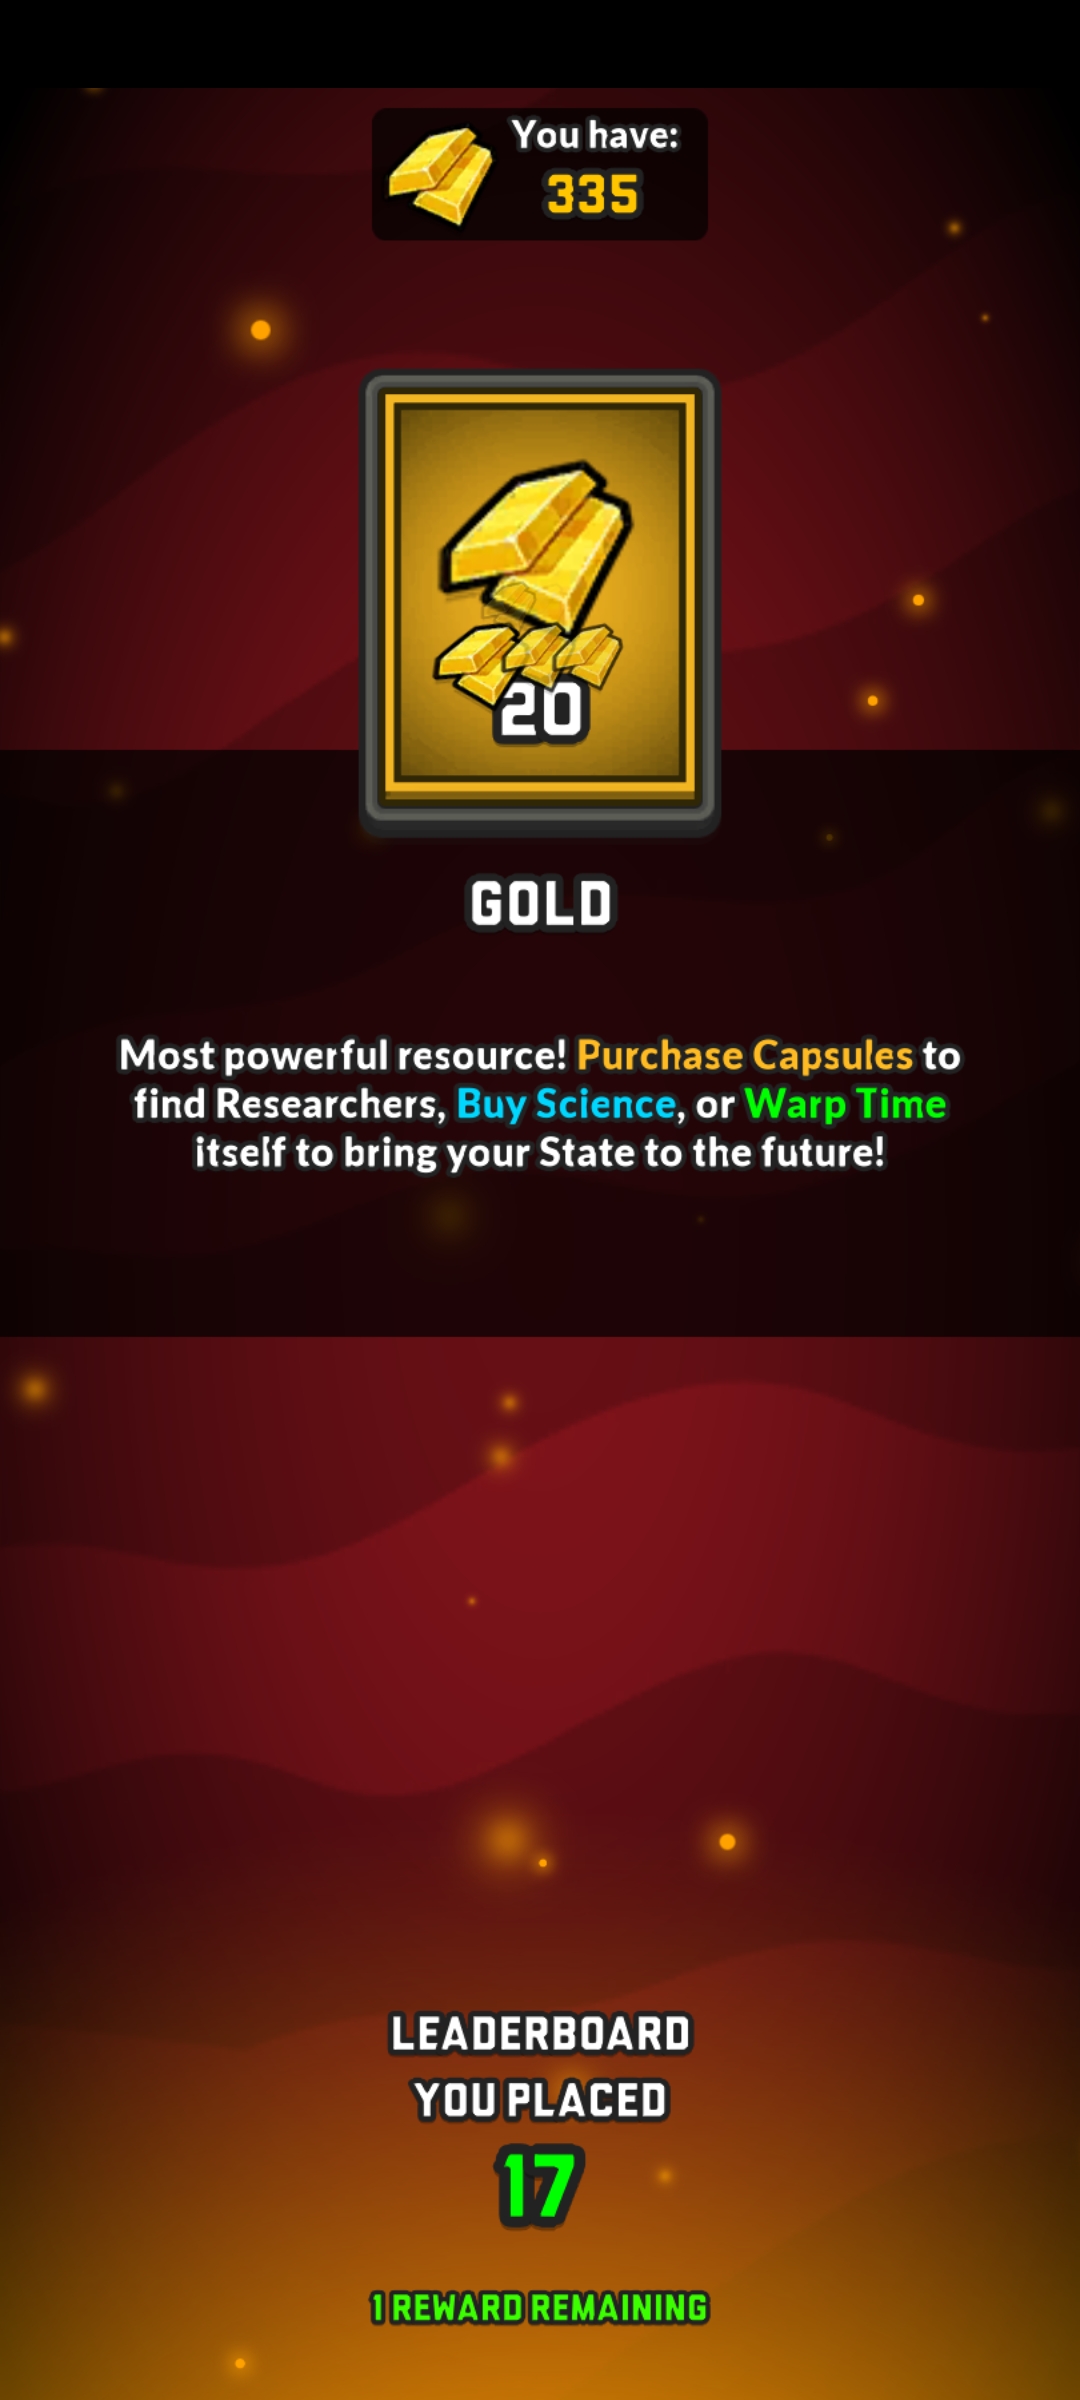 You have:
335
20
GOLD
Most powerful resource! Purchase Capsules to
find Researchers, Buy Science, or Warp Time
itself to bring your State to the future!
LEADERBOARD
YOU PLACED
17
1 REWARD REMAINING